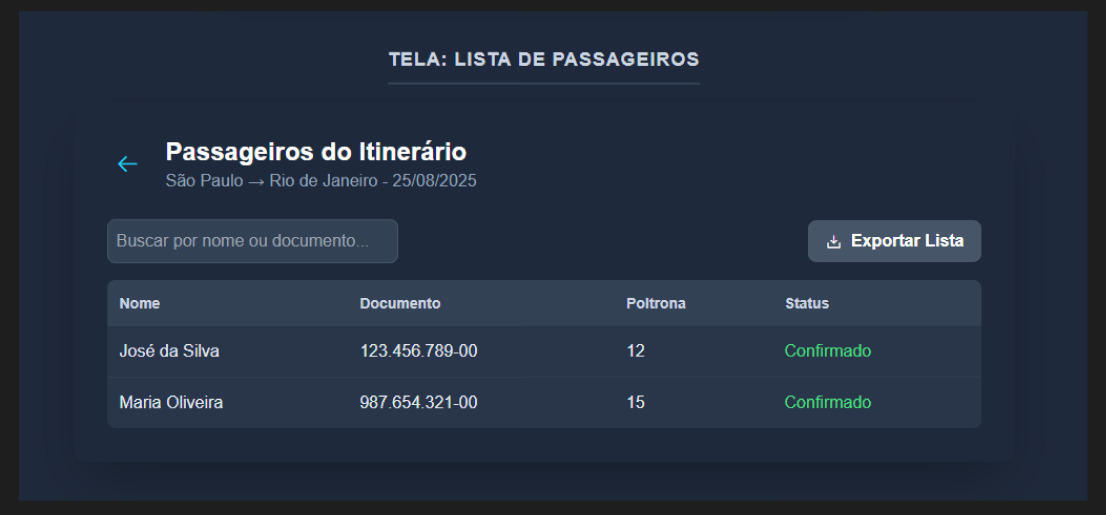 TELA: LISTA DE PASSAGEIROS
Passageiros do Itinerário
São Paulo → Rio de Janeiro - 25/08/2025
Buscar por nome ou documento...
Exportar Lista
Nome Documento Poltrona Status
José da Silva 123.456.789-00 12 Confirmado
Maria Oliveira 987.654.321-00 15 Confirmado